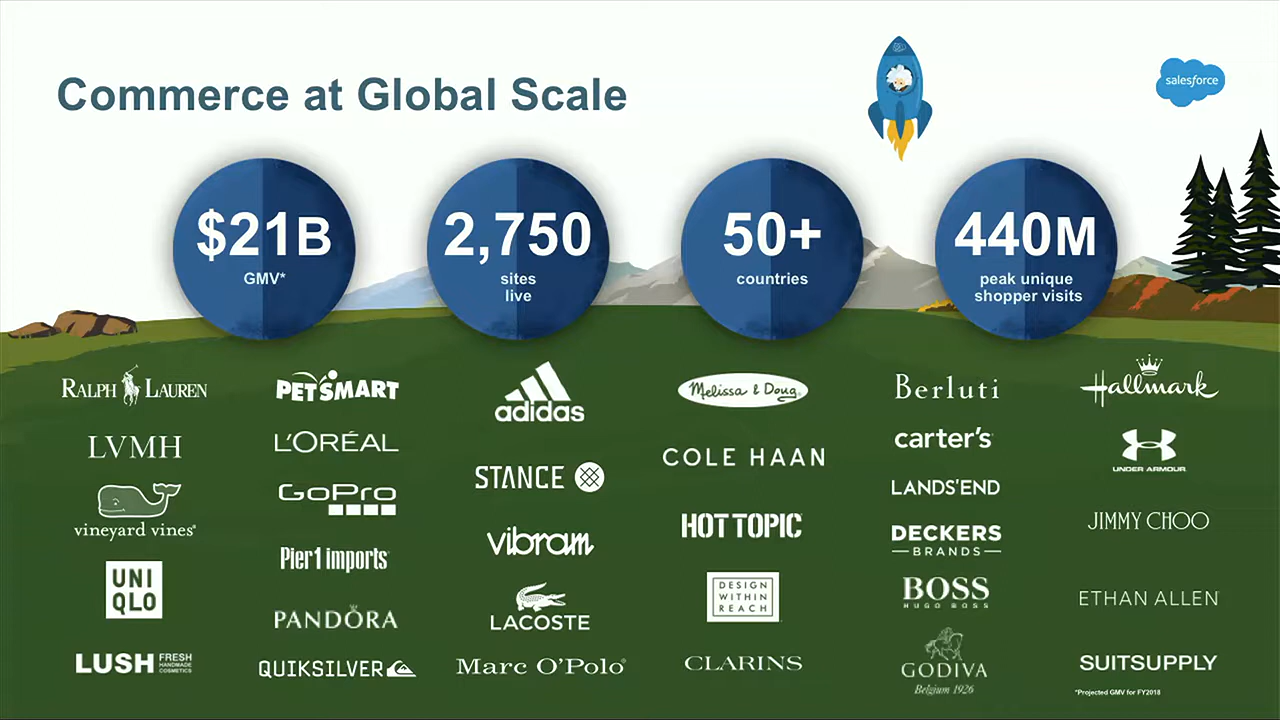 Commerce at Global Scale
salesforce
$21B
GMV*
2,750
sites
live
50+
countries
440M
peak unique
shopper visits
RALPH LAUREN
PETSMART
adidas
Melissa & Doug
Berluti
Hallmark
LVMH
L'ORÉAL
STANCE
COLE HAAN
carter's
UNDER ARMOUR
vineyard vines
GoPro
vibram
HOT TOPIC
LANDS' END
JIMMY CHOO
UNI
QLO
Pier 1 imports
LACOSTE
DESIGN
WITHIN
REACH
DECKERS
BRANDS
ETHAN ALLEN
LUSH FRESH
HANDMADE
COSMETICS
PANDÖRA
Marc O'Polo
CLARINS
BOSS
HUGO BOSS
SUITSUPPLY
QUIKSILVER
GODIVA
Belgium 1926
*Projected GMV for FY2018